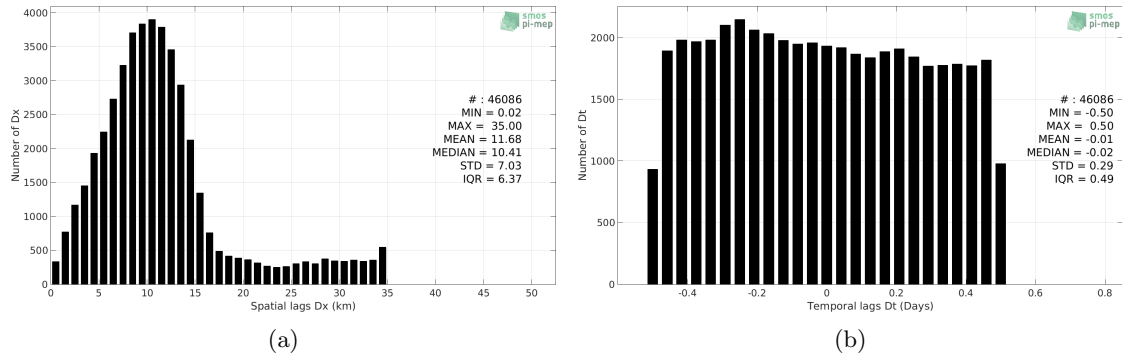 4000
3500
3000
2500
2000
1500
1000
500
0
Number of Dx
smos
pi-mep
# : 46086
MIN = 0.02
MAX = 35.00
MEAN = 11.68
MEDIAN = 10.41
STD = 7.03
IQR = 6.37
0 5 10 15 20 25 30 35 40 45 50
Spatial lags Dx (km)
(a)
2000
1500
1000
500
0
Number of Dt
smos
pi-mep
# : 46086
MIN = -0.50
MAX = 0.50
MEAN = -0.01
MEDIAN = -0.02
STD = 0.29
IQR = 0.49
-0.4 -0.2 0 0.2 0.4 0.6 0.8
Temporal lags Dt (Days)
(b)